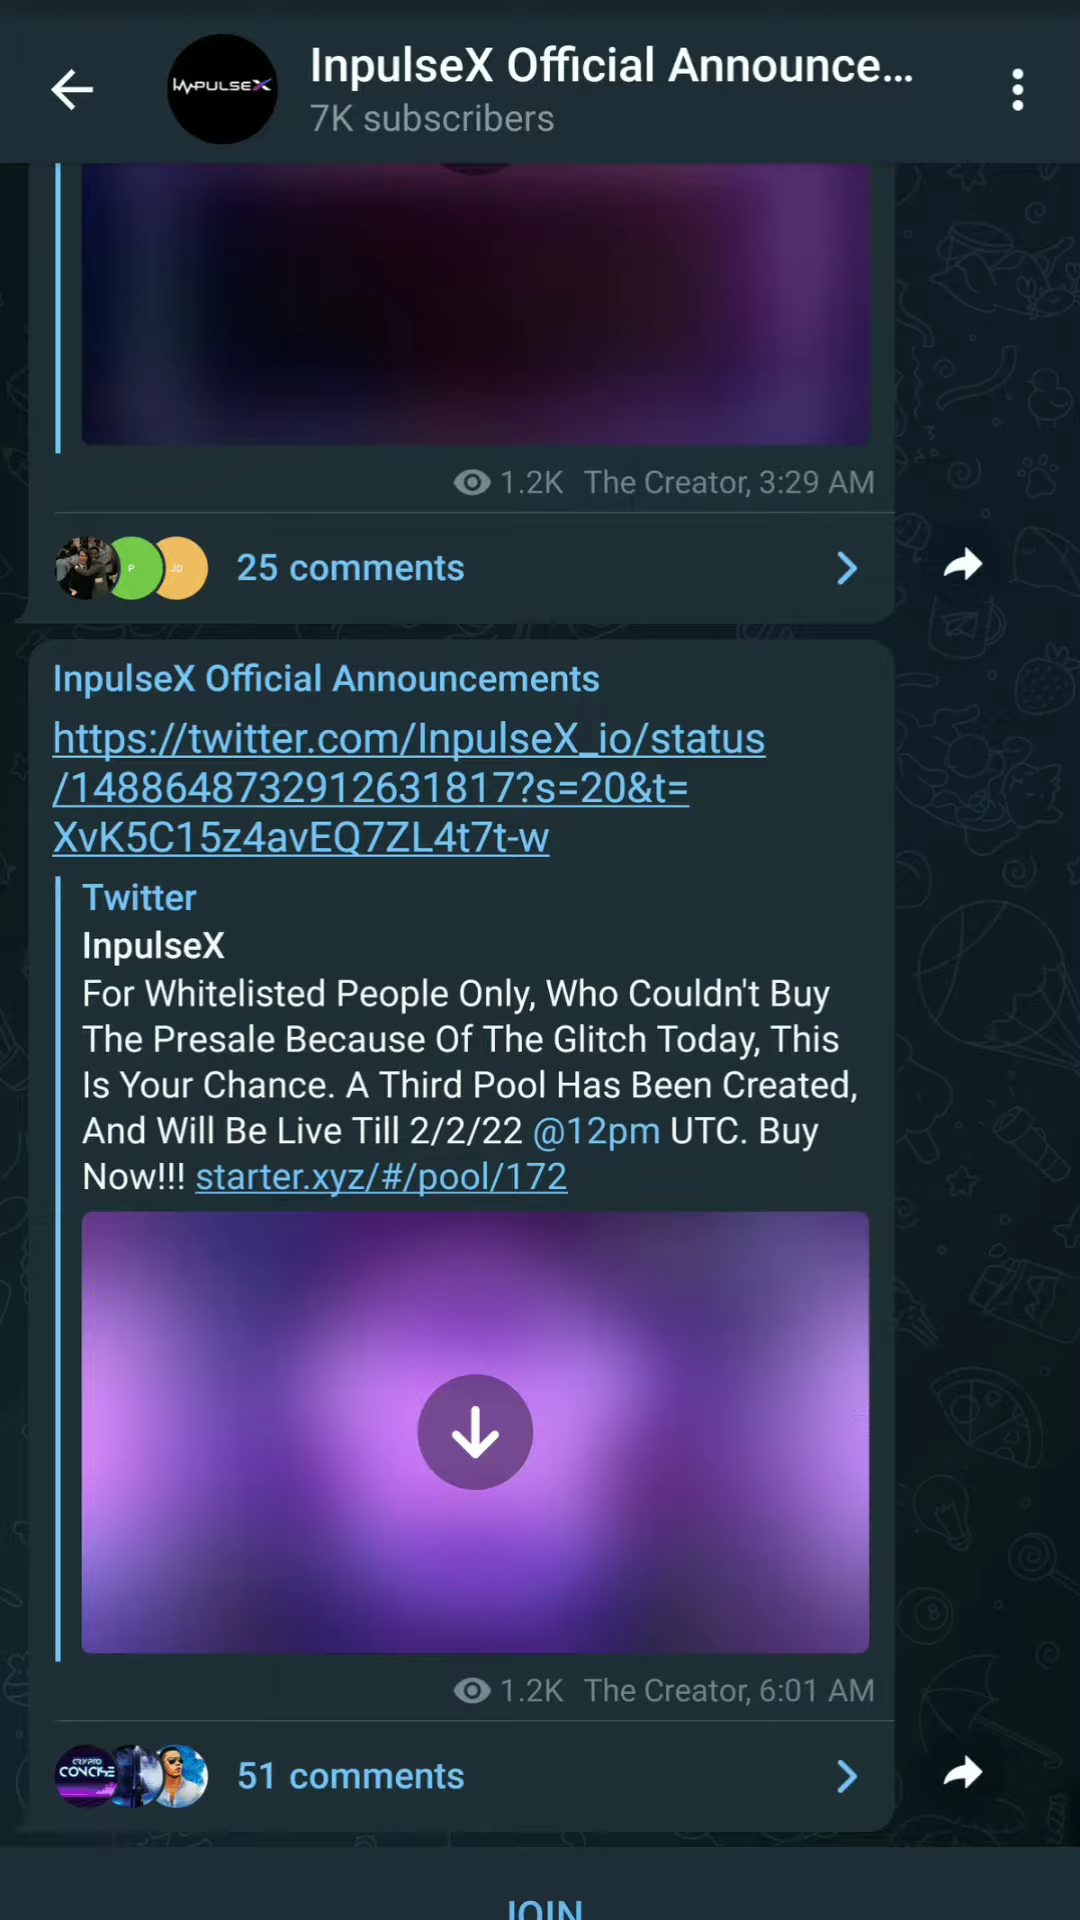 InpulseX Official Announce...
7K subscribers
INPULSEX
1.2K The Creator, 3:29 AM
P
JD
25 comments
InpulseX Official Announcements
https://twitter.com/InpulseX_io/status
/1488648732912631817?s=20&t=
XvK5C15z4avEQ7ZL4t7t-w
Twitter
InpulseX
For Whitelisted People Only, Who Couldn't Buy
The Presale Because Of The Glitch Today, This
Is Your Chance. A Third Pool Has Been Created,
And Will Be Live Till 2/2/22 @12pm UTC. Buy
Now!!! starter.xyz/#/pool/172
1.2K The Creator, 6:01 AM
CRYPTO
CONCISE
51 comments
JOIN